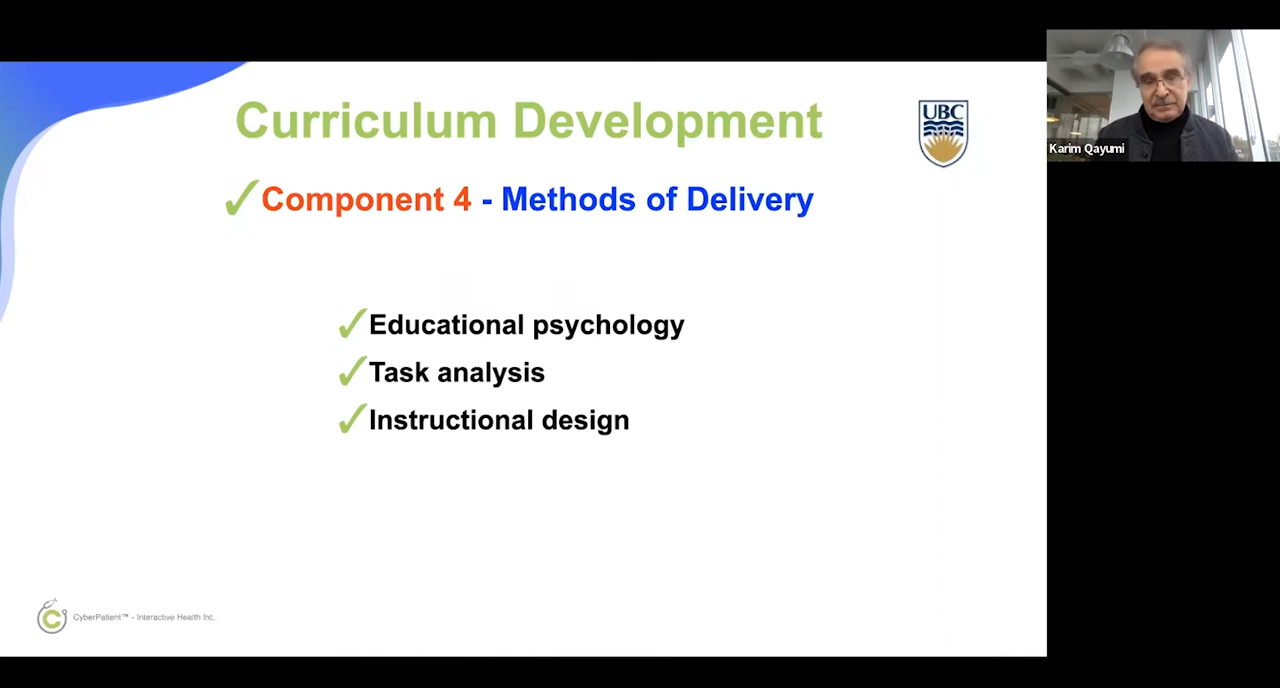 Curriculum Development
UBC
Karim Qayumi
✓Component 4 - Methods of Delivery
✓Educational psychology
✓Task analysis
✓Instructional design
CyberPatient™ - Interactive Health Int..